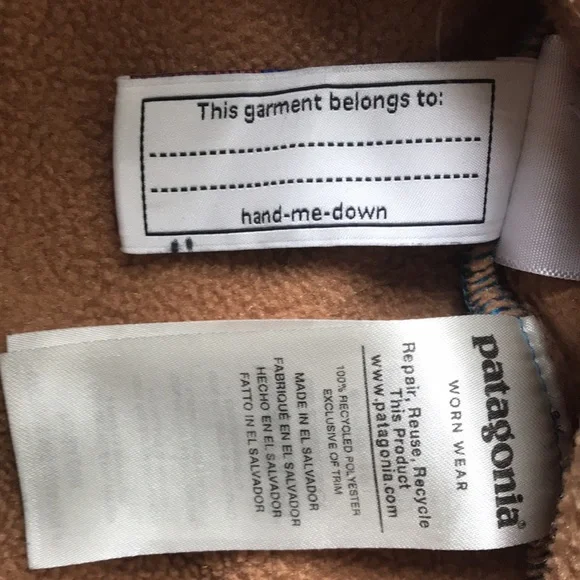 This garment belongs to:
hand-me-down
patagonia®
WORN WEAR
Repair, Reuse, Recycle
This Product
www.patagonia.com
100% RECYCLED POLYESTER
EXCLUSIVE OF TRIM
MADE IN EL SALVADOR
FABRIQUÉ EN EL SALVADOR
HECHO EN EL SALVADOR
FATTO IN EL SALVADOR